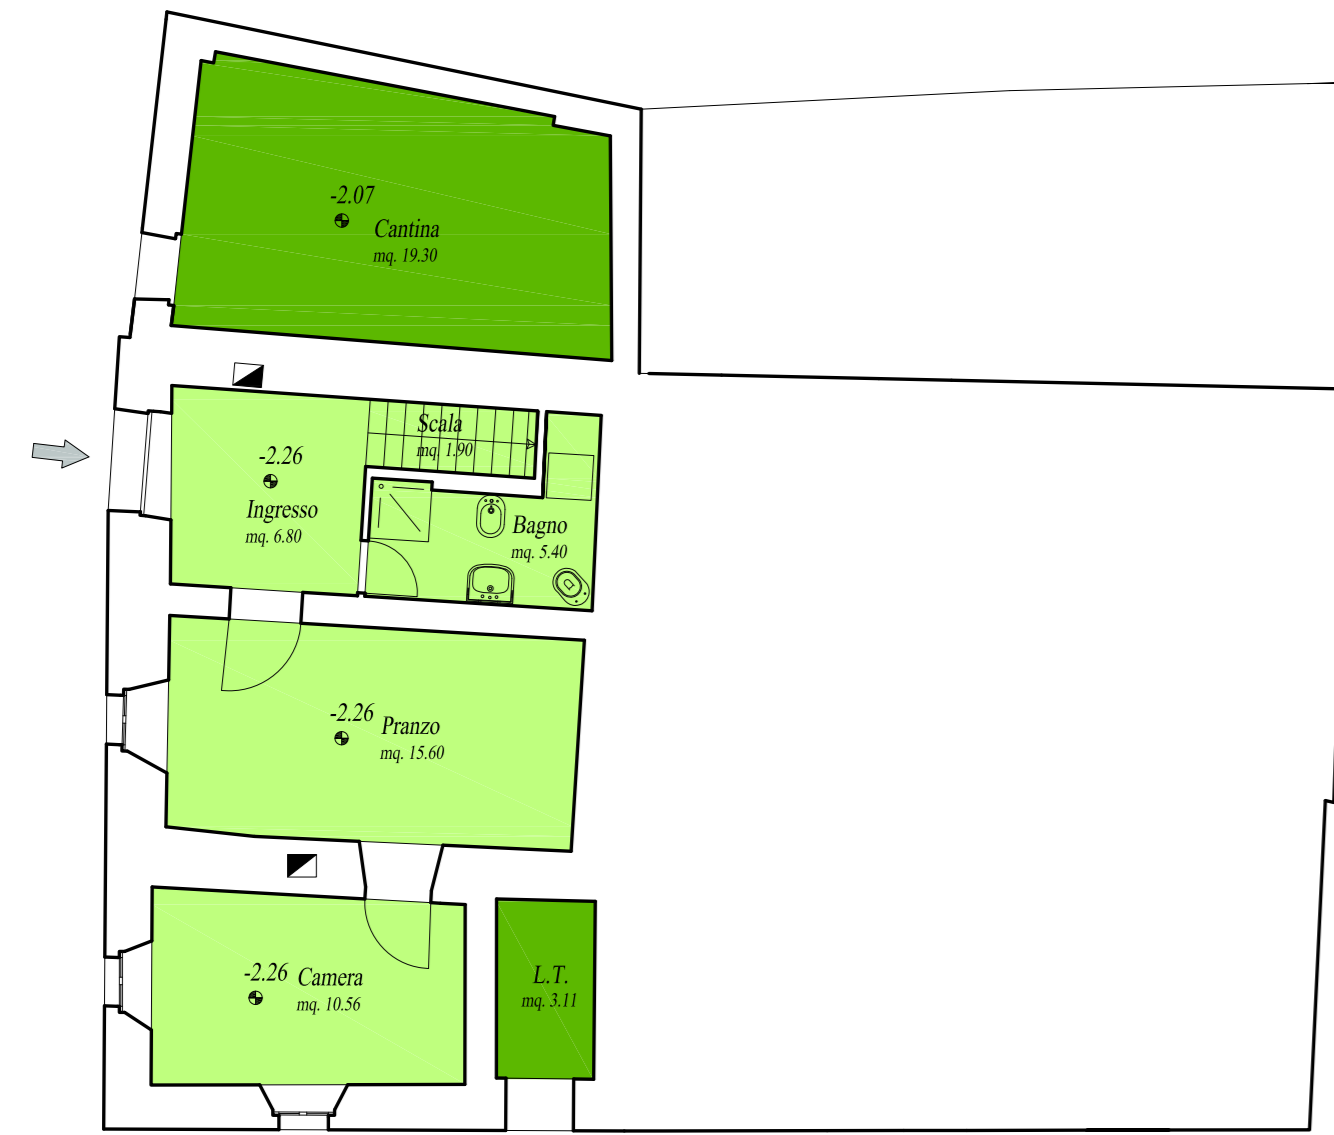 -2.07
Cantina
mq. 19.30
Scala
mq. 1.90
-2.26
Ingresso
mq. 6.80
Bagno
mq. 5.40
-2.26
Pranzo
mq. 15.60
-2.26
Camera
mq. 10.56
L.T.
mq. 3.11